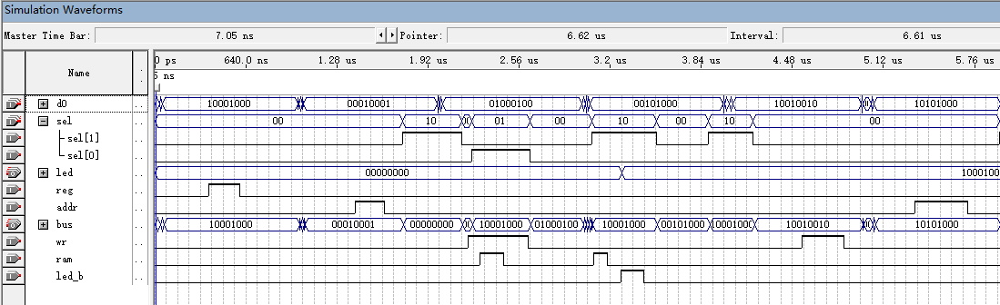 Simulation Waveforms
Master Time Bar: 7.05 ns Pointer: 6.62 us Interval: 6.61 us
Name 0 ps 640.0 ns 1.28 us 1.92 us 2.56 us 3.2 us 3.84 us 4.48 us 5.12 us 5.76 us
5 ns
d0 10001000 00010001 01000100 00101000 10010010 10101000
sel 00 10 01 00 10 00 10 00
sel[1]
sel[0]
led 00000000 1000100
reg
addr
bus 10001000 00010001 00000000 10001000 01000100 10001000 00101000 10001000 10010010 10101000
wr
ram
led_b